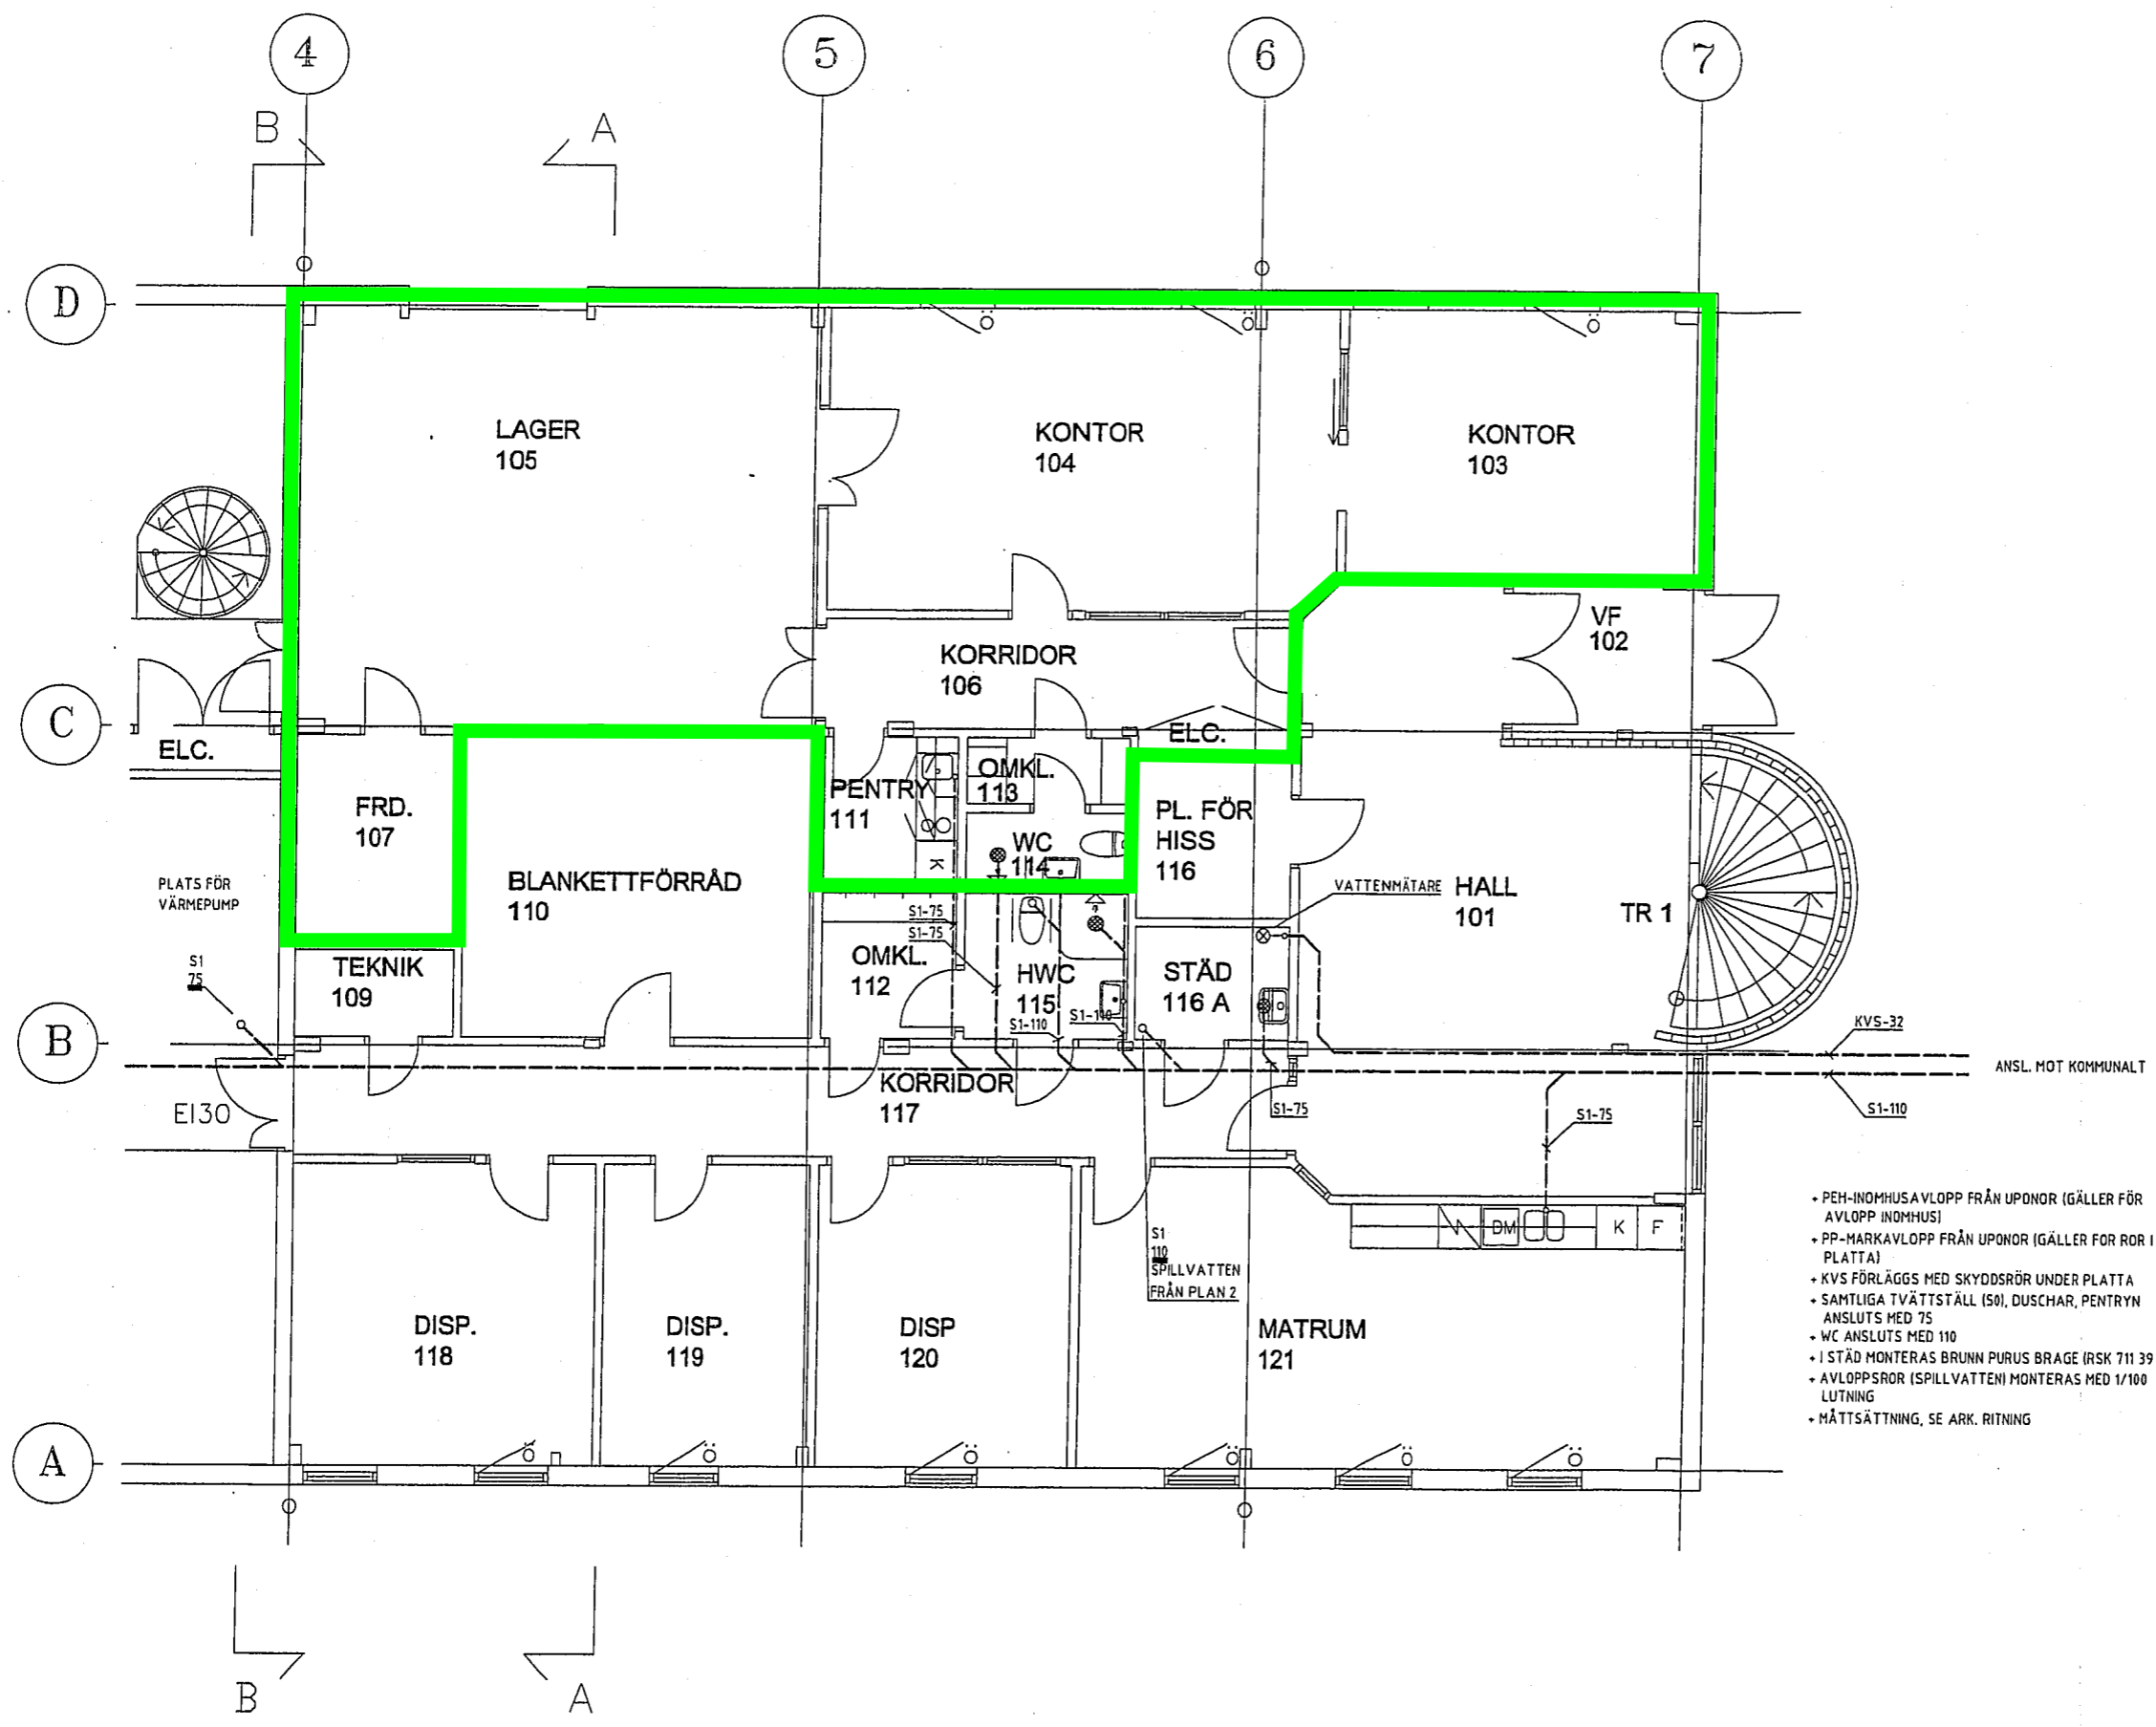 4
5
6
7
B
A
D
LAGER
105
KONTOR
104
KONTOR
103
VF
102
KORRIDOR
106
C
ELC.
ELC.
OMKL.
113
PENTRY
111
FRD.
107
PL. FÖR
HISS
116
WC
114
K
BLANKETTFÖRRÅD
110
PLATS FÖR
VÄRMEPUMP
VATTENMÄTARE
HALL
101
TR 1
S1-75
S1-75
S1
75
TEKNIK
109
OMKL.
112
HWC
115
STÄD
116 A
S1-110
S1-110
B
KVS-32
ANSL. MOT KOMMUNALT
KORRIDOR
117
EI30
S1-75
S1-75
S1-110
+ PEH-INOMHUSAVLOPP FRÅN UPONOR (GÄLLER FÖR
AVLOPP INOMHUS)
+ PP-MARKAVLOPP FRÅN UPONOR (GÄLLER FOR ROR I
PLATTA)
+ KVS FÖRLÄGGS MED SKYDDSRÖR UNDER PLATTA
+ SAMTLIGA TVÄTTSTÄLL (50), DUSCHAR, PENTRYN
ANSLUTS MED 75
+ WC ANSLUTS MED 110
+ I STÄD MONTERAS BRUNN PURUS BRAGE (RSK 711 39
+ AVLOPPSROR (SPILLVATTEN) MONTERAS MED 1/100
LUTNING
+ MÅTTSÄTTNING, SE ARK. RITNING
DM
K
F
S1
110
SPILLVATTEN
FRÅN PLAN 2
DISP.
118
DISP.
119
DISP
120
MATRUM
121
A
Ö
Ö
Ö
Ö
Ö
Ö
Ö
Ö
Ö
B
A